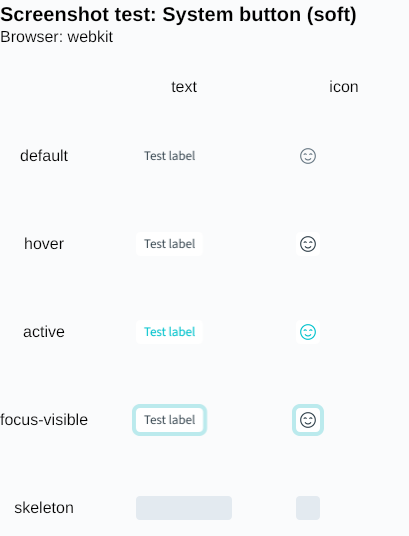 Screenshot test: System button (soft)
Browser: webkit
text icon
default Test label
hover Test label
active Test label
focus-visible Test label
skeleton